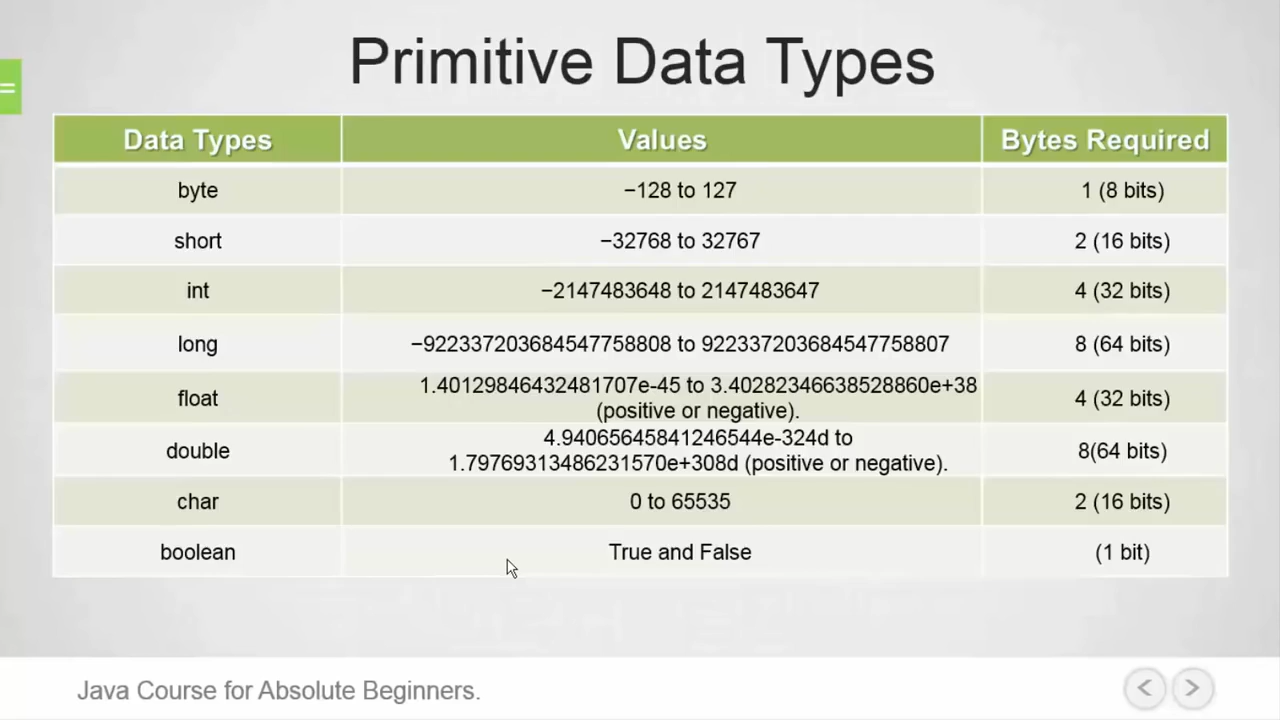 Primitive Data Types
=
Data Types Values Bytes Required
byte −128 to 127 1 (8 bits)
short −32768 to 32767 2 (16 bits)
int −2147483648 to 2147483647 4 (32 bits)
long −922337203684547758808 to 922337203684547758807 8 (64 bits)
float 1.40129846432481707e-45 to 3.40282346638528860e+38 (positive or negative). 4 (32 bits)
double 4.94065645841246544e-324d to 1.79769313486231570e+308d (positive or negative). 8(64 bits)
char 0 to 65535 2 (16 bits)
boolean True and False (1 bit)
Java Course for Absolute Beginners.
< >